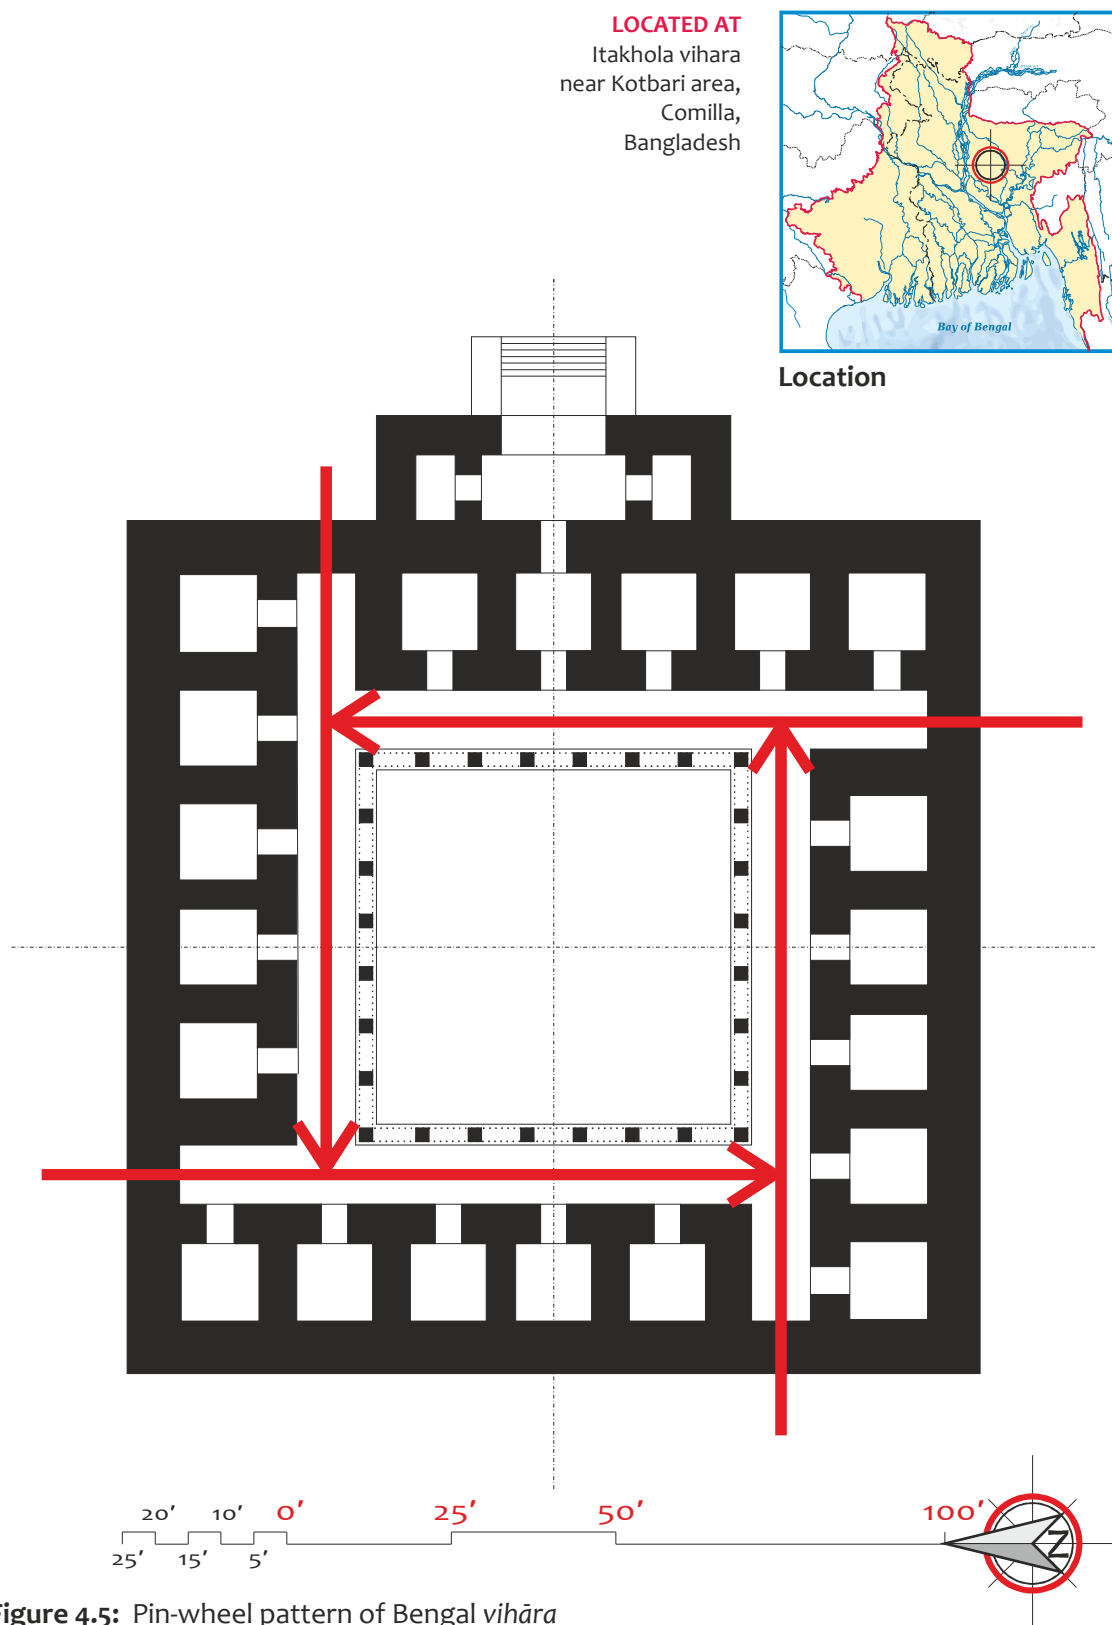 LOCATED AT
Itakhola vihara
near Kotbari area,
Comilla,
Bangladesh
Bay of Bengal
Location
20′ 10′ 0′ 25′ 50′ 100′
25′ 15′ 5′
N
Figure 4.5: Pin-wheel pattern of Bengal vihāra